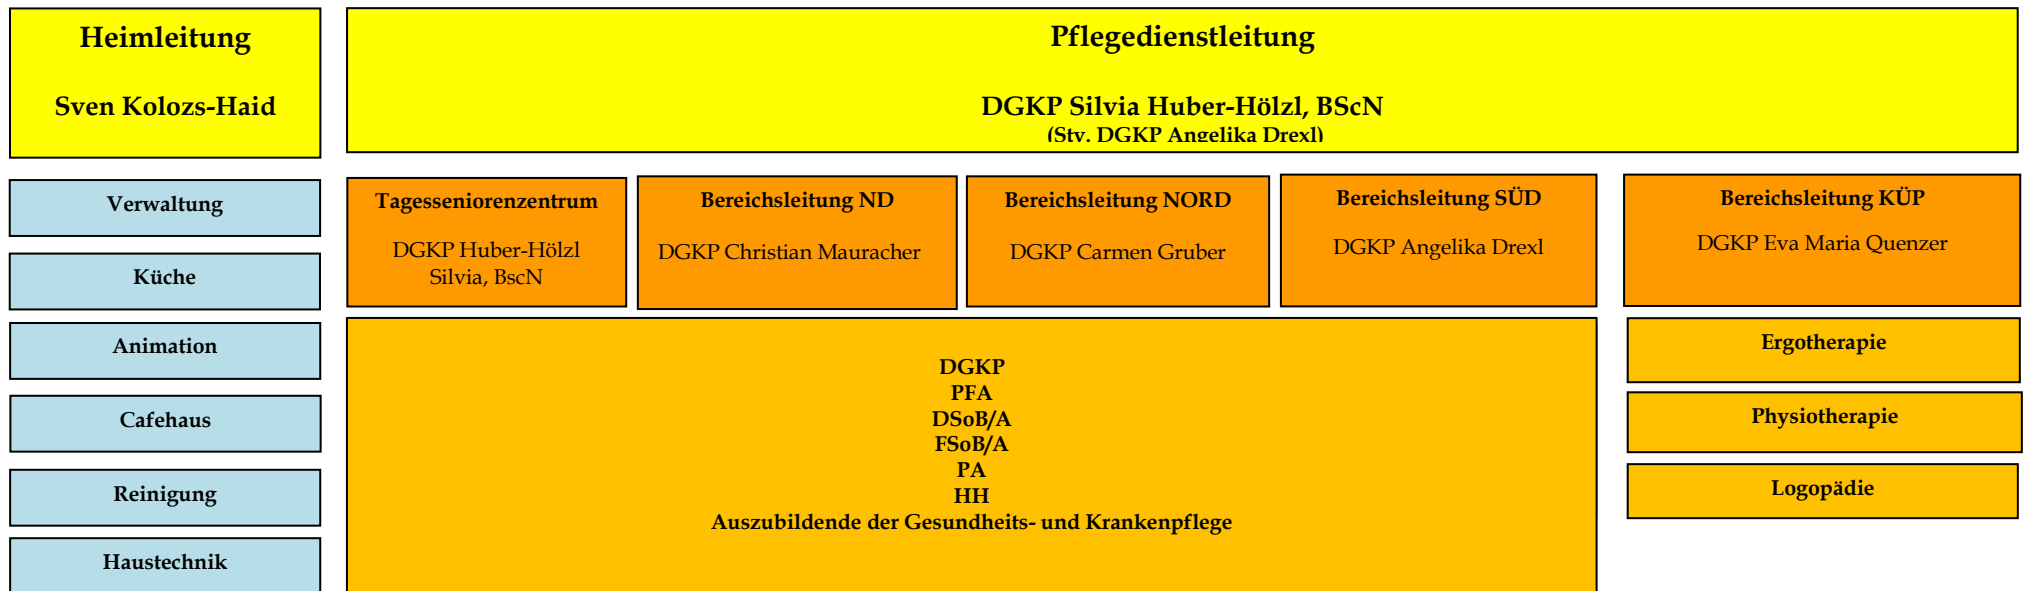 Heimleitung
Sven Kolozs-Haid
Pflegedienstleitung
DGKP Silvia Huber-Hölzl, BScN
(Stv. DGKP Angelika Drexl)
Verwaltung
Küche
Animation
Cafehaus
Reinigung
Haustechnik
Tagesseniorenzentrum
DGKP Huber-Hölzl
Silvia, BscN
Bereichsleitung ND
DGKP Christian Mauracher
Bereichsleitung NORD
DGKP Carmen Gruber
Bereichsleitung SÜD
DGKP Angelika Drexl
Bereichsleitung KÜP
DGKP Eva Maria Quenzer
DGKP
PFA
DSoB/A
FSoB/A
PA
HH
Auszubildende der Gesundheits- und Krankenpflege
Ergotherapie
Physiotherapie
Logopädie